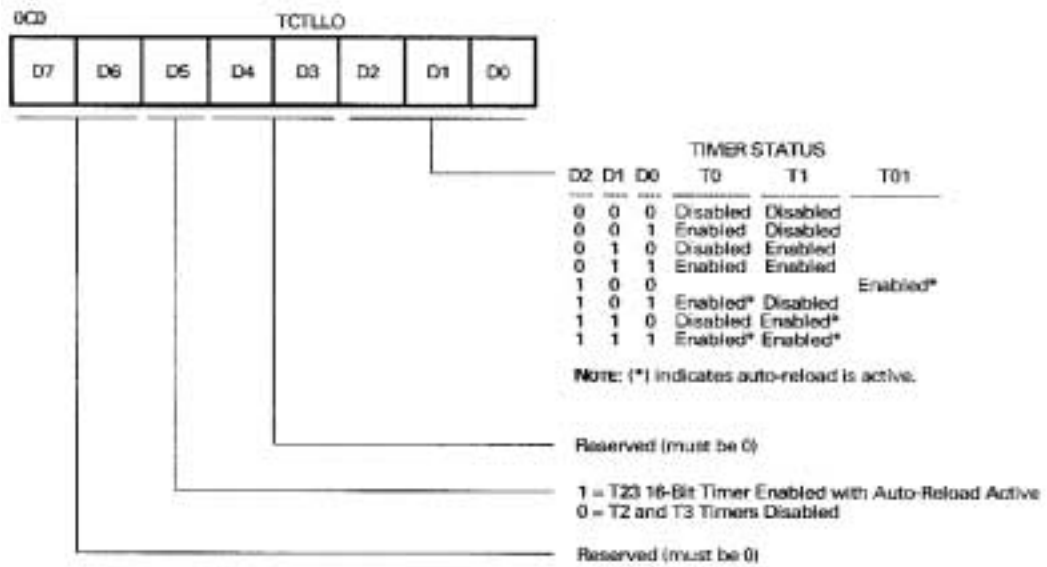 0C0 TCTLLO
D7 D6 D5 D4 D3 D2 D1 D0
TIMER STATUS
D2 D1 D0 T0 T1 T01
0 0 0 Disabled Disabled
0 0 1 Enabled Disabled
0 1 0 Disabled Enabled
0 1 1 Enabled Enabled
1 0 0 Enabled*
1 0 1 Enabled* Disabled
1 1 0 Disabled Enabled*
1 1 1 Enabled* Enabled*
NOTE: (*) indicates auto-reload is active.
Reserved (must be 0)
1 = T23 16-Bit Timer Enabled with Auto-Reload Active
0 = T2 and T3 Timers Disabled
Reserved (must be 0)